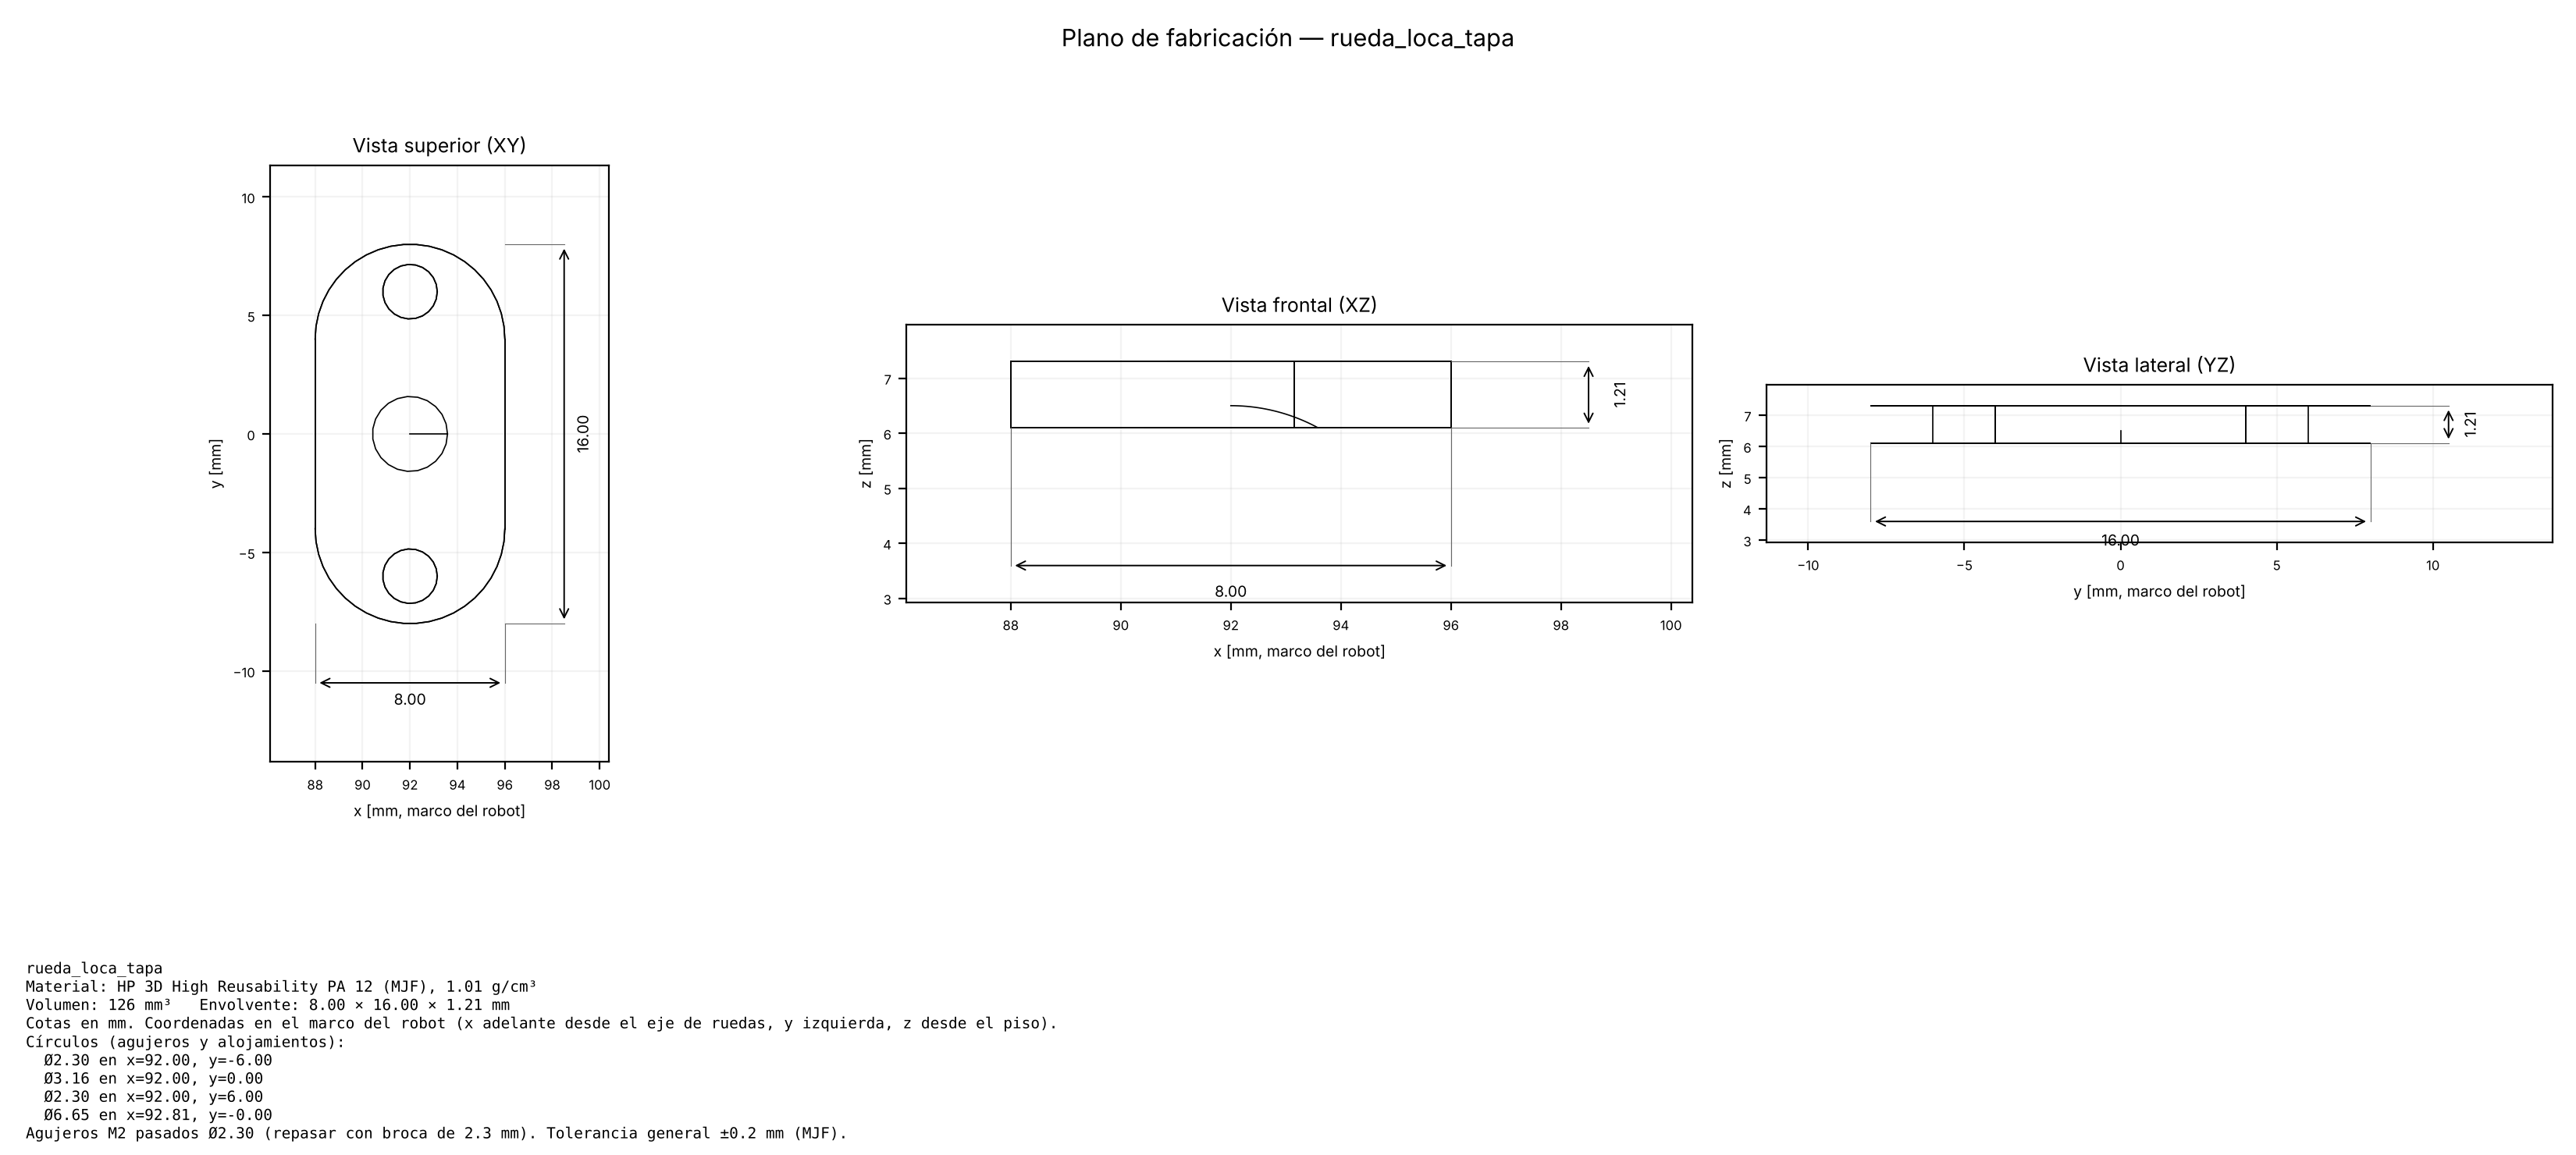 Plano de fabricación — rueda_loca_tapa
Vista superior (XY)
10
5
0
−5
−10
y [mm]
16.00
8.00
88 90 92 94 96 98 100
x [mm, marco del robot]
Vista frontal (XZ)
7
6
5
4
3
z [mm]
1.21
8.00
88 90 92 94 96 98 100
x [mm, marco del robot]
Vista lateral (YZ)
7
6
5
4
3
z [mm]
1.21
16.00
−10 −5 0 5 10
y [mm, marco del robot]
rueda_loca_tapa
Material: HP 3D High Reusability PA 12 (MJF), 1.01 g/cm³
Volumen: 126 mm³   Envolvente: 8.00 × 16.00 × 1.21 mm
Cotas en mm. Coordenadas en el marco del robot (x adelante desde el eje de ruedas, y izquierda, z desde el piso).
Círculos (agujeros y alojamientos):
  Ø2.30 en x=92.00, y=-6.00
  Ø3.16 en x=92.00, y=0.00
  Ø2.30 en x=92.00, y=6.00
  Ø6.65 en x=92.81, y=-0.00
Agujeros M2 pasados Ø2.30 (repasar con broca de 2.3 mm). Tolerancia general ±0.2 mm (MJF).